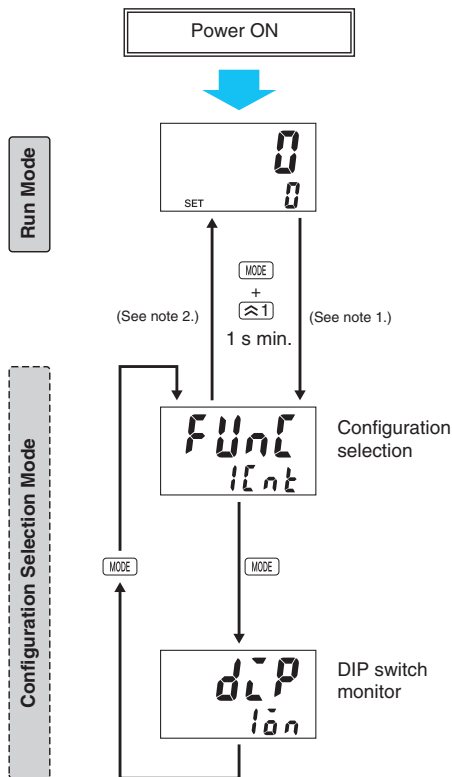 Power ON
Run Mode
0
SET 0
MODE
+
1
1 s min.
(See note 2.)
(See note 1.)
Configuration Selection Mode
FUnC
1Cnt
Configuration
selection
MODE
MODE
diP
1on
DIP switch
monitor